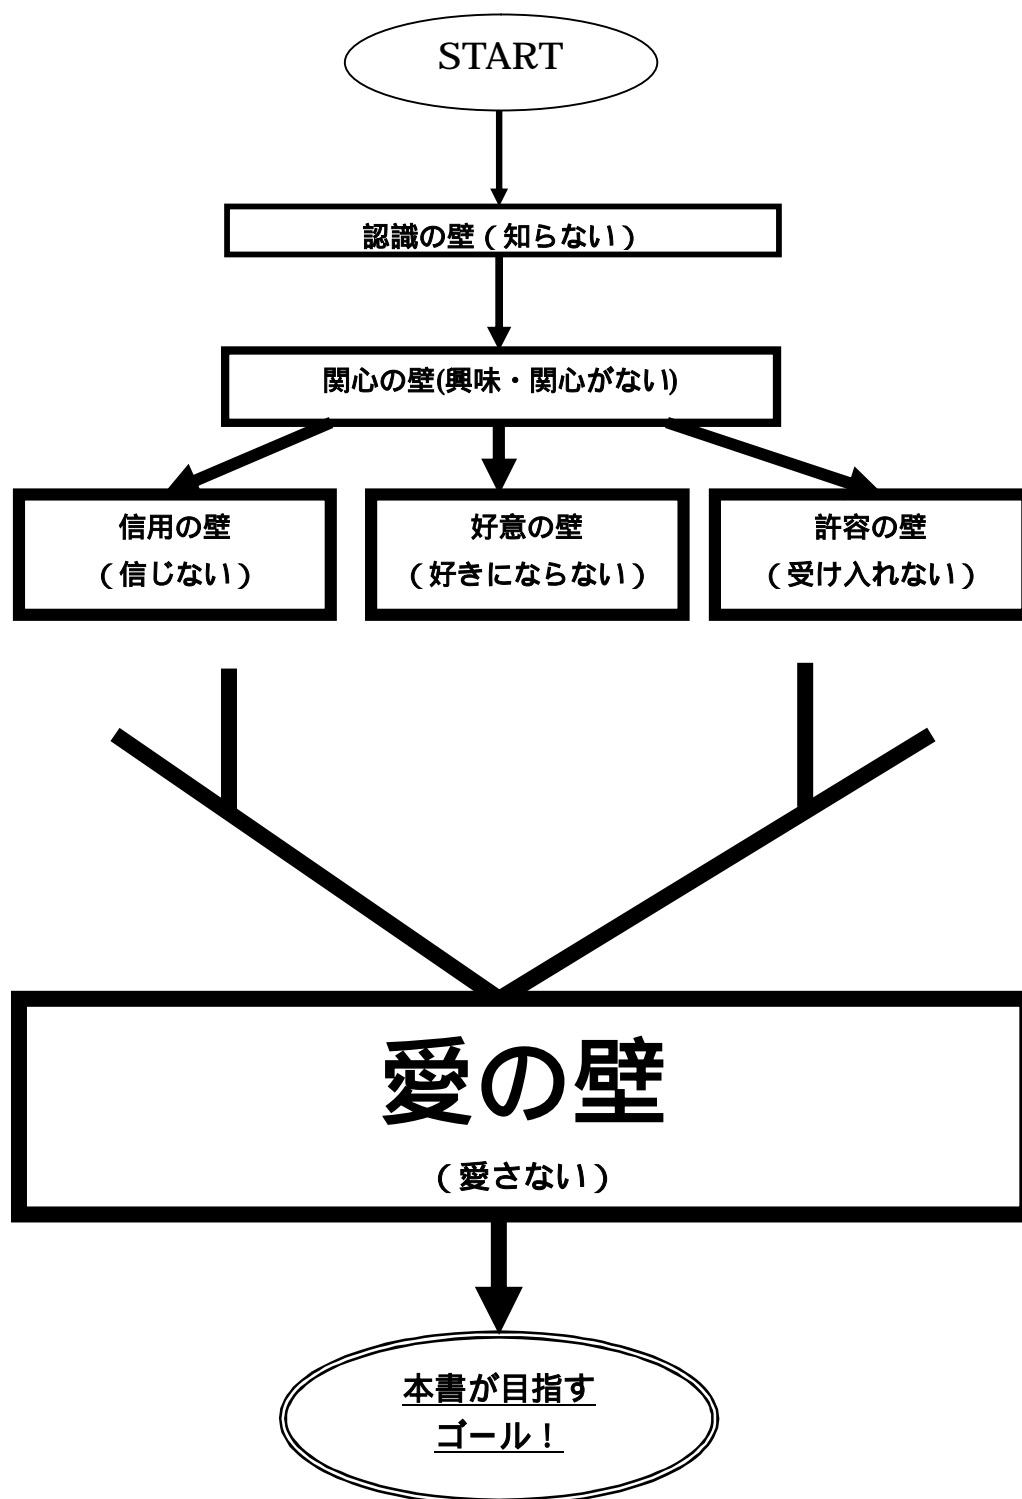 START
認識の壁（知らない）
関心の壁(興味・関心がない)
信用の壁
（信じない）
好意の壁
（好きにならない）
許容の壁
（受け入れない）
愛の壁
（愛さない）
本書が目指す
ゴール！